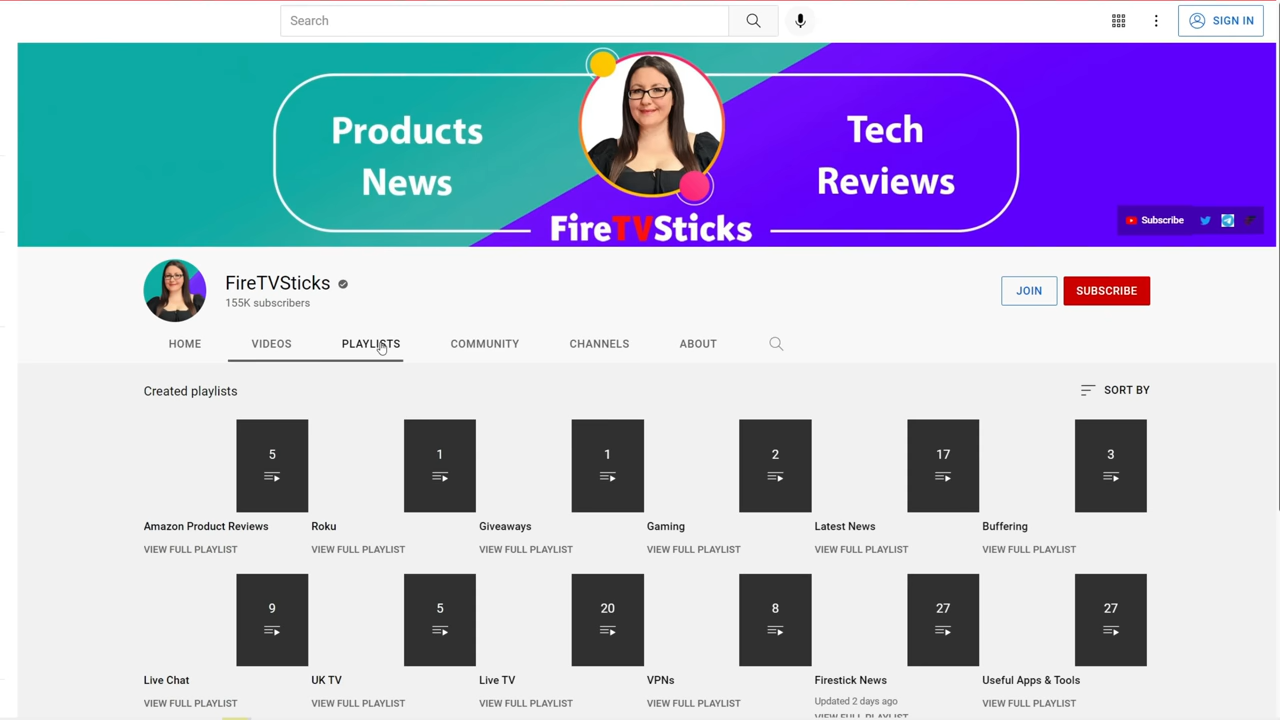 Search
SIGN IN
Products
News
Tech
Reviews
FireTVSticks
Subscribe
FireTVSticks
155K subscribers
JOIN
SUBSCRIBE
HOME
VIDEOS
PLAYLISTS
COMMUNITY
CHANNELS
ABOUT
Created playlists
SORT BY
5
1
1
2
17
3
Amazon Product Reviews
Roku
Giveaways
Gaming
Latest News
Buffering
VIEW FULL PLAYLIST
VIEW FULL PLAYLIST
VIEW FULL PLAYLIST
VIEW FULL PLAYLIST
VIEW FULL PLAYLIST
VIEW FULL PLAYLIST
9
5
20
8
27
27
Live Chat
UK TV
Live TV
VPNs
Firestick News
Useful Apps & Tools
VIEW FULL PLAYLIST
VIEW FULL PLAYLIST
VIEW FULL PLAYLIST
VIEW FULL PLAYLIST
Updated 2 days ago
VIEW FULL PLAYLIST
VIEW FULL PLAYLIST